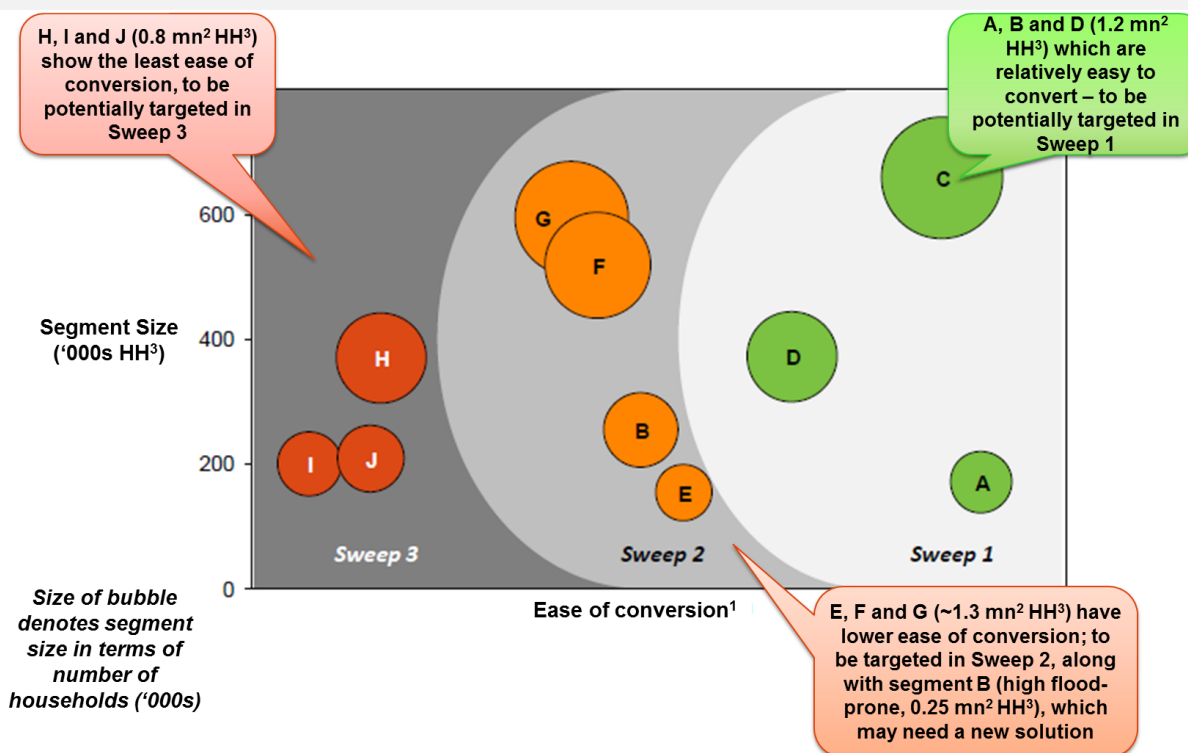 H, I and J (0.8 mn² HH³)
show the least ease of
conversion, to be
potentially targeted in
Sweep 3
A, B and D (1.2 mn²
HH³) which are
relatively easy to
convert – to be
potentially targeted in
Sweep 1
C
G
600
F
Segment Size
(‘000s HH³)
400
H
D
B
200
I
J
E
A
Sweep 3
Sweep 2
Sweep 1
0
Ease of conversion¹
Size of bubble
denotes segment
size in terms of
number of
households (‘000s)
E, F and G (~1.3 mn² HH³) have
lower ease of conversion; to
be targeted in Sweep 2, along
with segment B (high flood-
prone, 0.25 mn² HH³), which
may need a new solution